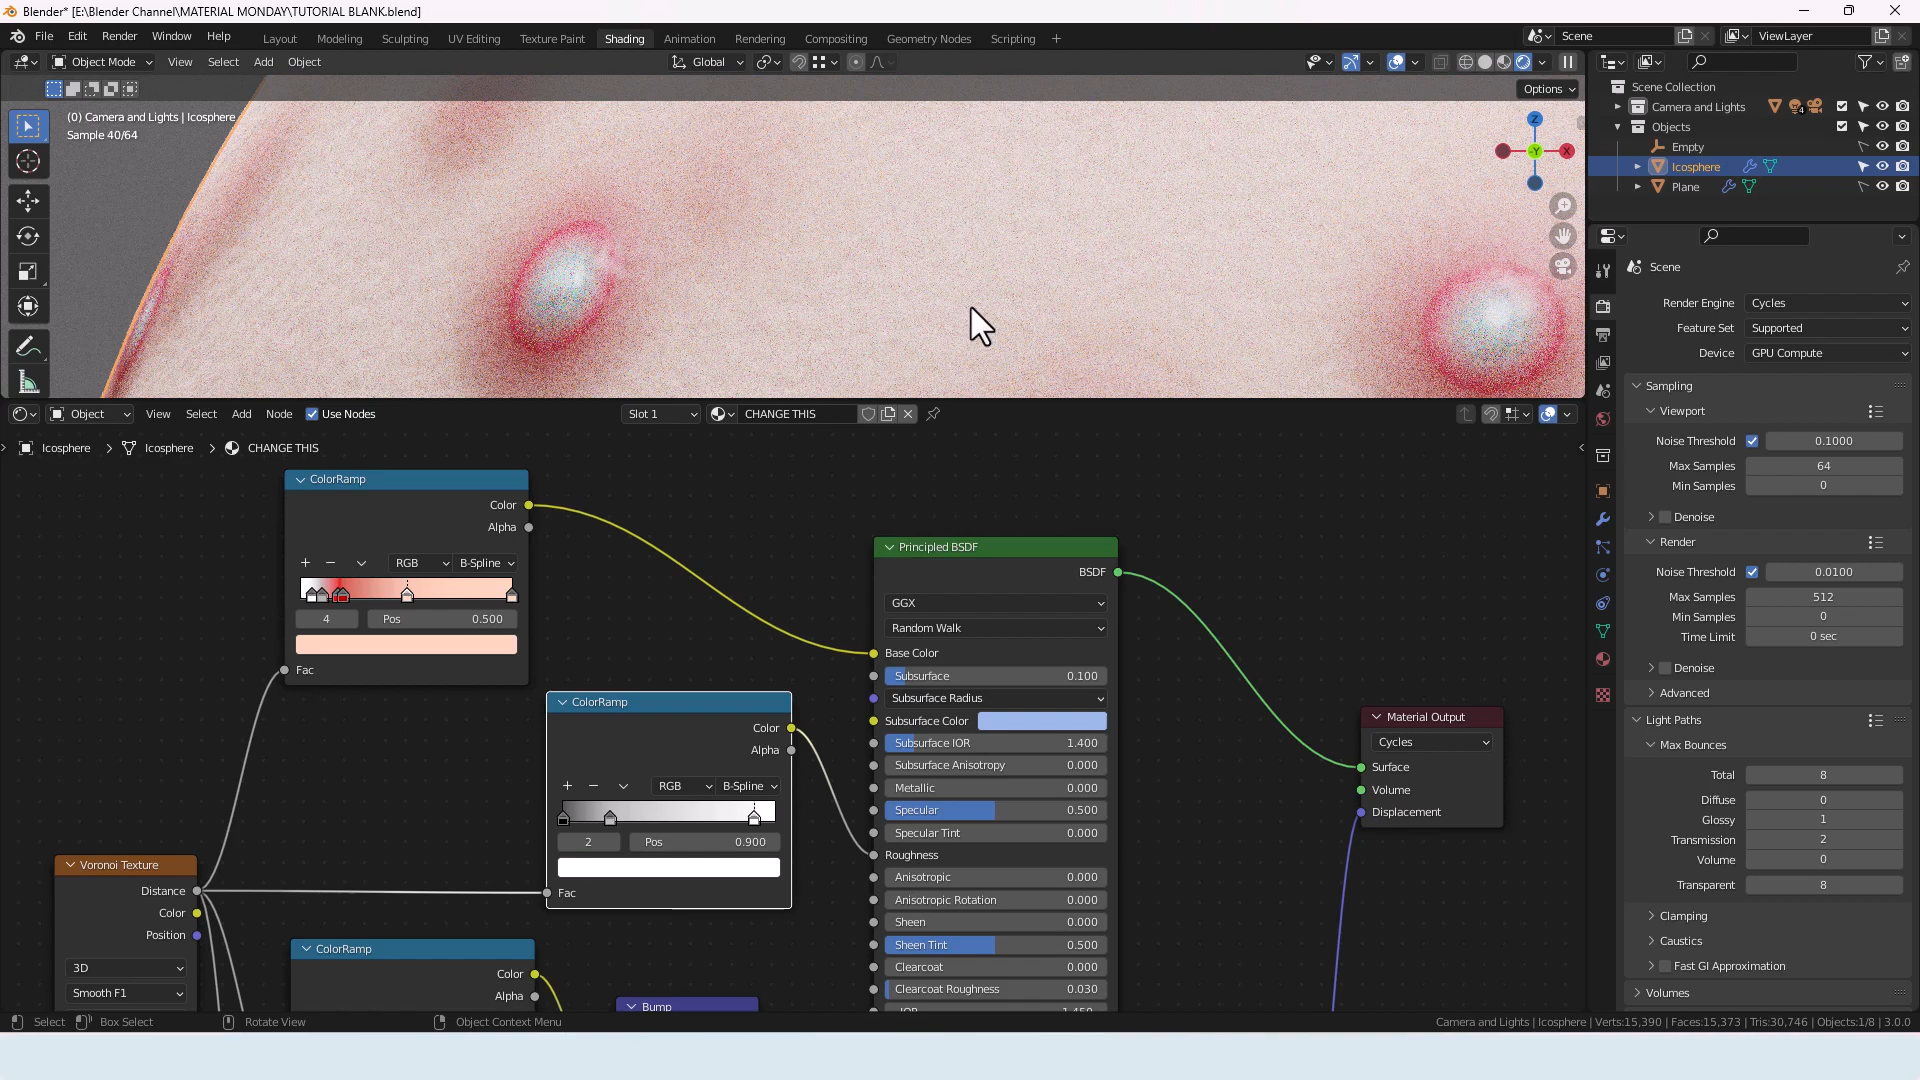 Blender* [E:\Blender Channel\MATERIAL MONDAY\TUTORIAL BLANK.blend]
File Edit Render Window Help Layout Modeling Sculpting UV Editing Texture Paint Shading Animation Rendering Compositing Geometry Nodes Scripting + Scene ViewLayer
Object Mode View Select Add Object Global
Options
(0) Camera and Lights | Icosphere
Sample 40/64
Z
-Y
X
Scene Collection
Camera and Lights 4
Objects
Empty
Icosphere
Plane
Scene
Render Engine Cycles
Feature Set Supported
Device GPU Compute
Sampling
Viewport
Noise Threshold 0.1000
Max Samples 64
Min Samples 0
Denoise
Render
Noise Threshold 0.0100
Max Samples 512
Min Samples 0
Time Limit 0 sec
Denoise
Advanced
Light Paths
Max Bounces
Total 8
Diffuse 0
Glossy 1
Transmission 2
Volume 0
Transparent 8
Clamping
Caustics
Fast GI Approximation
Volumes
Object View Select Add Node Use Nodes Slot 1 CHANGE THIS
Icosphere > Icosphere > CHANGE THIS
ColorRamp
Color
Alpha
RGB B-Spline
4 Pos 0.500
Fac
ColorRamp
Color
Alpha
RGB B-Spline
2 Pos 0.900
Fac
Voronoi Texture
Distance
Color
Position
3D
Smooth F1
ColorRamp
Color
Alpha
Bump
Principled BSDF
BSDF
GGX
Random Walk
Base Color
Subsurface 0.100
Subsurface Radius
Subsurface Color
Subsurface IOR 1.400
Subsurface Anisotropy 0.000
Metallic 0.000
Specular 0.500
Specular Tint 0.000
Roughness
Anisotropic 0.000
Anisotropic Rotation 0.000
Sheen 0.000
Sheen Tint 0.500
Clearcoat 0.000
Clearcoat Roughness 0.030
IOR 1.450
Material Output
Cycles
Surface
Volume
Displacement
Select Box Select Rotate View Object Context Menu Camera and Lights | Icosphere | Verts:15,390 | Faces:15,373 | Tris:30,746 | Objects:1/8 | 3.0.0